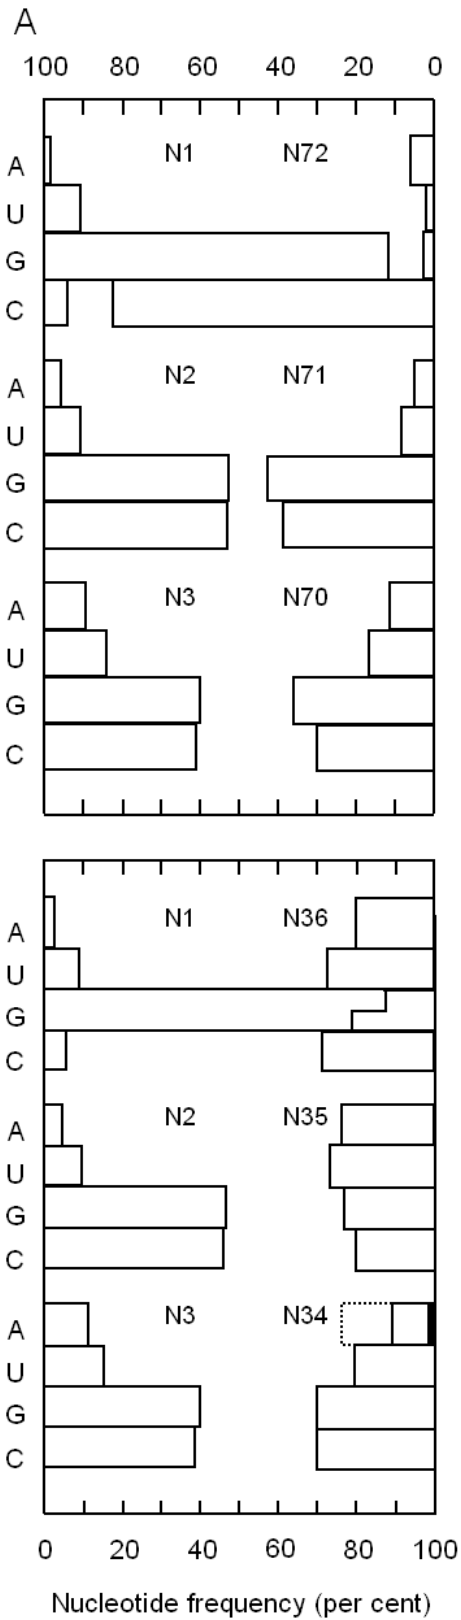 A
100 80 60 40 20 0
N1 N72
A
U
G
C
N2 N71
A
U
G
C
N3 N70
A
U
G
C
N1 N36
A
U
G
C
N2 N35
A
U
G
C
N3 N34
A
U
G
C
0 20 40 60 80 100
Nucleotide frequency (per cent)